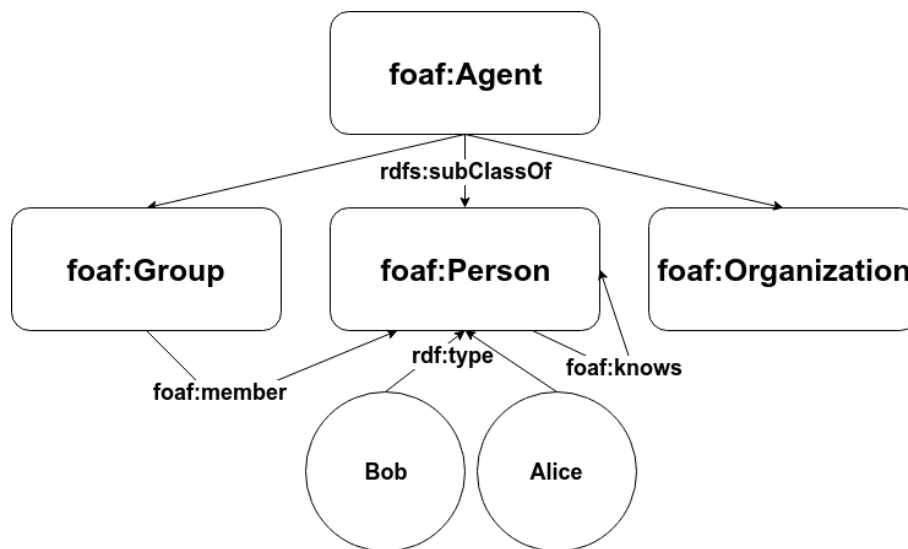 foaf:Agent
rdfs:subClassOf
foaf:Group
foaf:Person
foaf:Organization
rdf:type
foaf:knows
foaf:member
Bob
Alice